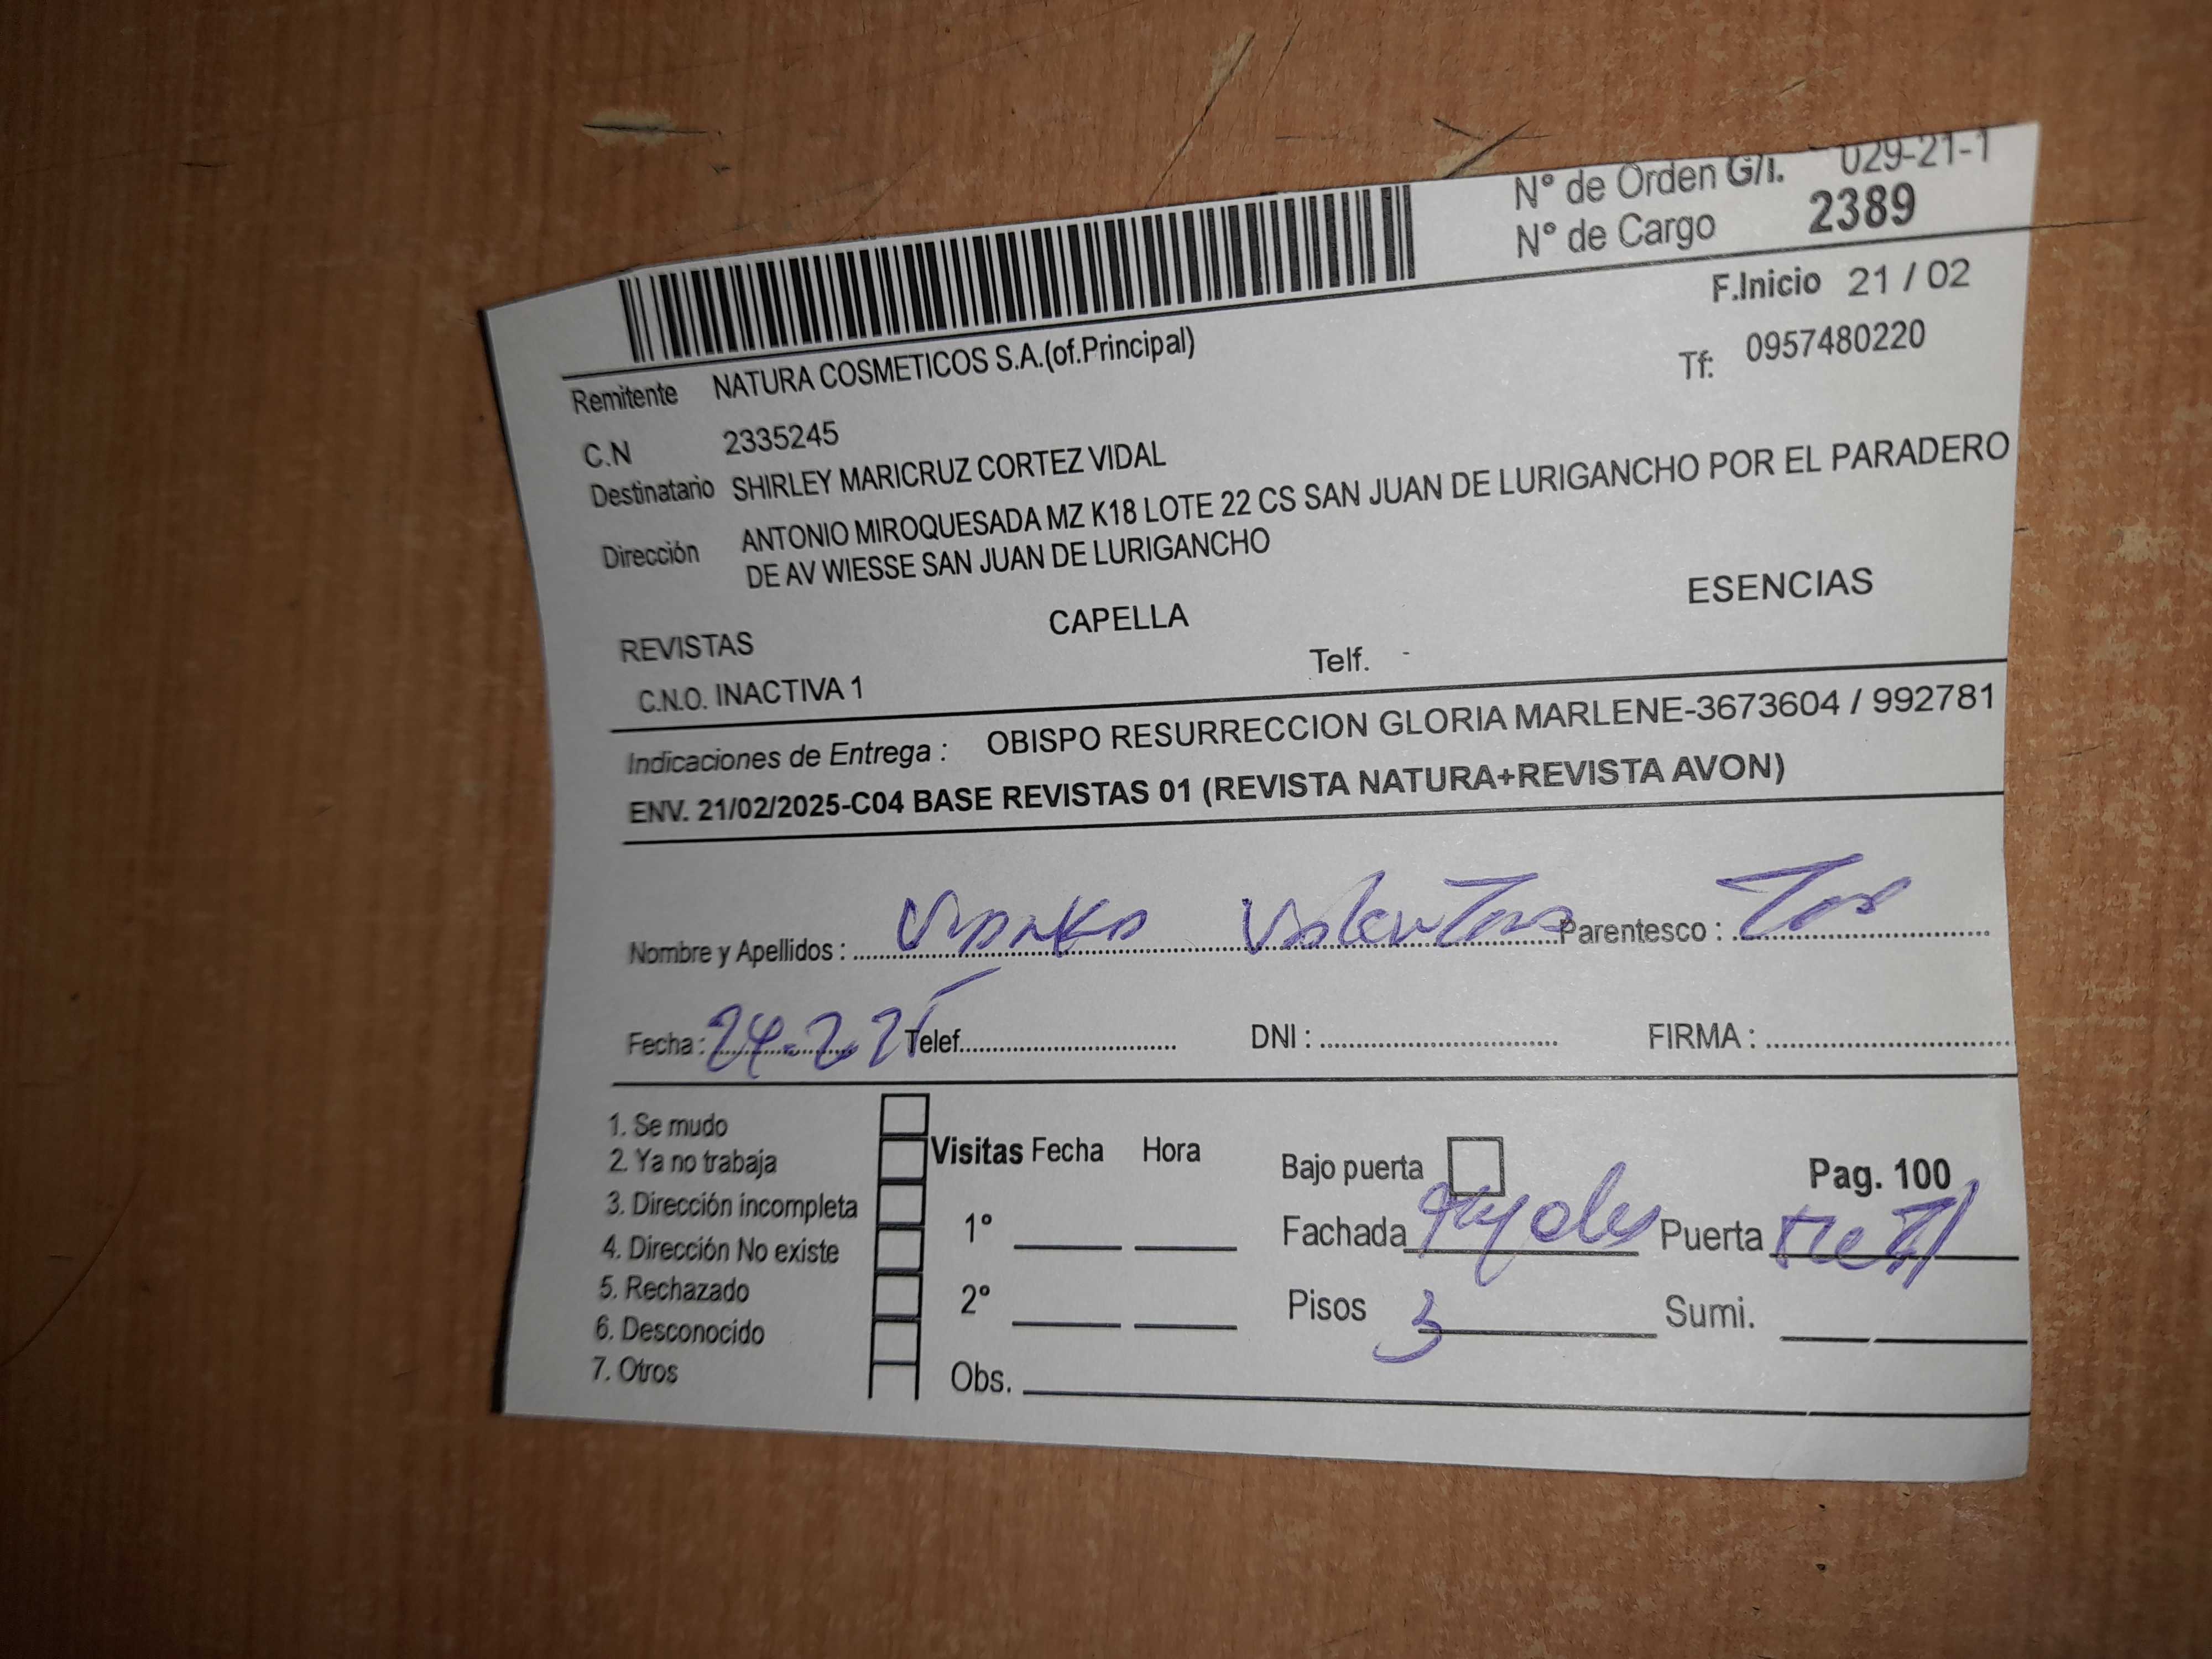 N° de Orden G/I. 029-21-1
N° de Cargo 2389
F.Inicio 21 / 02
Remitente NATURA COSMETICOS S.A.(of.Principal)
Tf: 0957480220
C.N 2335245
Destinatario SHIRLEY MARICRUZ CORTEZ VIDAL
Dirección ANTONIO MIROQUESADA MZ K18 LOTE 22 CS SAN JUAN DE LURIGANCHO POR EL PARADERO
DE AV WIESSE SAN JUAN DE LURIGANCHO
REVISTAS CAPELLA ESENCIAS
C.N.O. INACTIVA 1 Telf. -
Indicaciones de Entrega : OBISPO RESURRECCION GLORIA MARLENE-3673604 / 992781
ENV. 21/02/2025-C04 BASE REVISTAS 01 (REVISTA NATURA+REVISTA AVON)
Nombre y Apellidos : Parentesco :
Fecha : 24-2 25 Telef. DNI : FIRMA :
1. Se mudo
2. Ya no trabaja
3. Dirección incompleta
4. Dirección No existe
5. Rechazado
6. Desconocido
7. Otros
Visitas Fecha Hora
1°
2°
Obs.
Bajo puerta Pag. 100
Fachada Puerta
Pisos 3 Sumi.